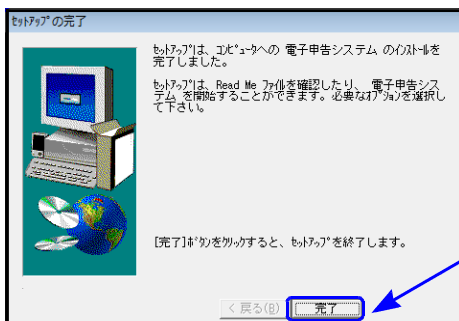 ｾｯﾄｱｯﾌﾟの完了
ｾｯﾄｱｯﾌﾟは、ｺﾝﾋﾟｭｰﾀへの 電子申告システム のｲﾝｽﾄｰﾙを
完了しました。
ｾｯﾄｱｯﾌﾟは、Read Me ﾌｧｲﾙを確認したり、 電子申告シス
テム を開始することができます。必要なｵﾌﾟｼｮﾝを選択し
て下さい。
[完了]ﾎﾞﾀﾝをｸﾘｯｸすると、ｾｯﾄｱｯﾌﾟを終了します。
< 戻る(B) 完了